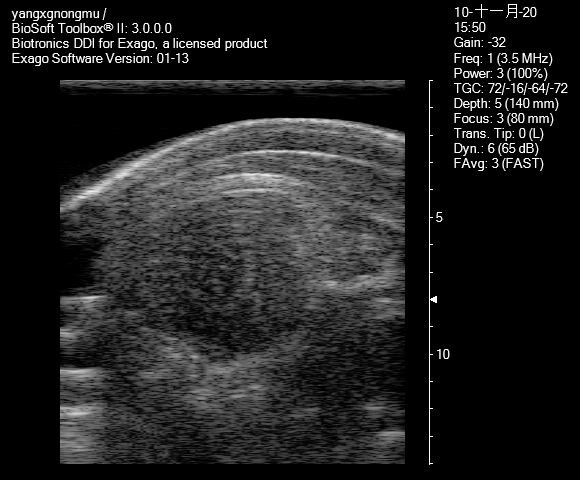 yangxgnongmu /
BioSoft Toolbox® II: 3.0.0.0
Biotronics DDI for Exago, a licensed product
Exago Software Version: 01-13
10-十一月-20
15:50
Gain: -32
Freq: 1 (3.5 MHz)
Power: 3 (100%)
TGC: 72/-16/-64/-72
Depth: 5 (140 mm)
Focus: 3 (80 mm)
Trans. Tip: 0 (L)
Dyn.: 6 (65 dB)
FAvg: 3 (FAST)
5
10